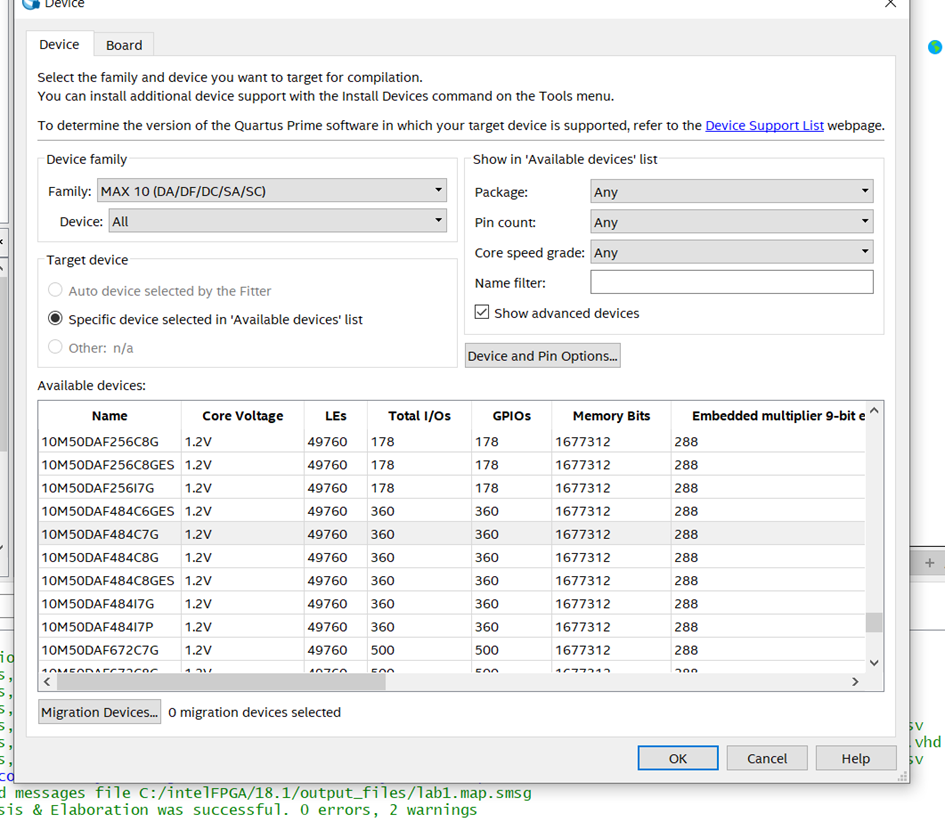 Device
Device Board
Select the family and device you want to target for compilation.
You can install additional device support with the Install Devices command on the Tools menu.
To determine the version of the Quartus Prime software in which your target device is supported, refer to the Device Support List webpage.
Device family
Family: MAX 10 (DA/DF/DC/SA/SC)
Device: All
Show in 'Available devices' list
Package: Any
Pin count: Any
Core speed grade: Any
Name filter:
Show advanced devices
Target device
Auto device selected by the Fitter
Specific device selected in 'Available devices' list
Other: n/a
Device and Pin Options...
Available devices:
Name Core Voltage LEs Total I/Os GPIOs Memory Bits Embedded multiplier 9-bit e
10M50DAF256C8G 1.2V 49760 178 178 1677312 288
10M50DAF256C8GES 1.2V 49760 178 178 1677312 288
10M50DAF256I7G 1.2V 49760 178 178 1677312 288
10M50DAF484C6GES 1.2V 49760 360 360 1677312 288
10M50DAF484C7G 1.2V 49760 360 360 1677312 288
10M50DAF484C8G 1.2V 49760 360 360 1677312 288
10M50DAF484C8GES 1.2V 49760 360 360 1677312 288
10M50DAF484I7G 1.2V 49760 360 360 1677312 288
10M50DAF484I7P 1.2V 49760 360 360 1677312 288
10M50DAF672C7G 1.2V 49760 500 500 1677312 288
Migration Devices... 0 migration devices selected
OK Cancel Help
sv
.vhd
sv
d messages file C:/intelFPGA/18.1/output_files/lab1.map.smsg
sis & Elaboration was successful. 0 errors, 2 warnings